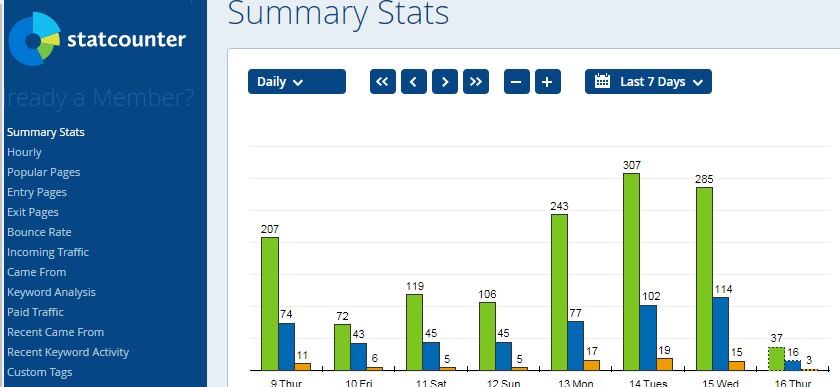 Summary Stats
statcounter
Daily
Last 7 Days
lready a Member?
Summary Stats
Hourly
Popular Pages
Entry Pages
Exit Pages
Bounce Rate
Incoming Traffic
Came From
Keyword Analysis
Paid Traffic
Recent Came From
Recent Keyword Activity
Custom Tags
207 74 11
72 43 6
119 45 5
106 45 5
243 77 17
307 102 19
285 114 15
37 16 3
9 Thur 10 Fri 11 Sat 12 Sun 13 Mon 14 Tues 15 Wed 16 Thur